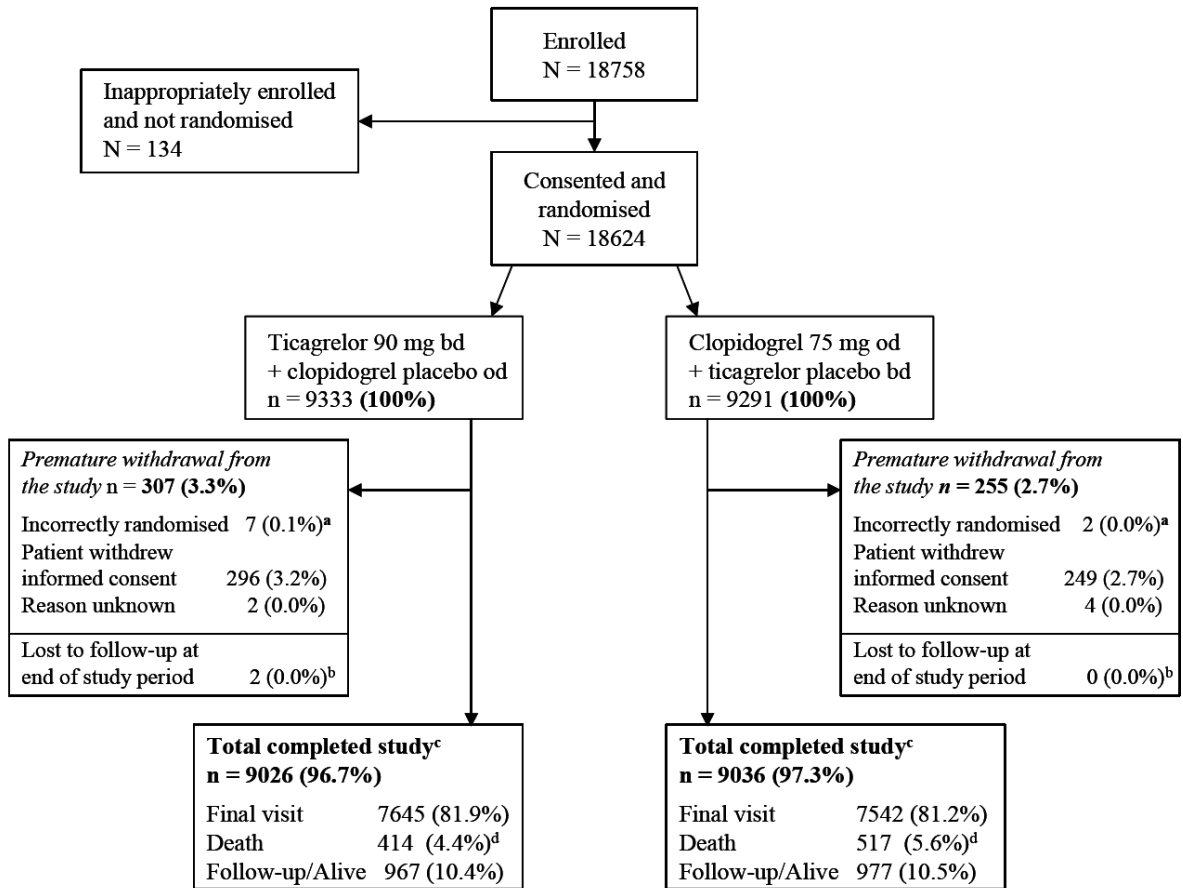 Enrolled
N = 18758
Inappropriately enrolled
and not randomised
N = 134
Consented and
randomised
N = 18624
Ticagrelor 90 mg bd
+ clopidogrel placebo od
n = 9333 (100%)
Clopidogrel 75 mg od
+ ticagrelor placebo bd
n = 9291 (100%)
Premature withdrawal from
the study n = 307 (3.3%)
Incorrectly randomised 7 (0.1%)ᵃ
Patient withdrew
informed consent 296 (3.2%)
Reason unknown 2 (0.0%)
Lost to follow-up at
end of study period 2 (0.0%)ᵇ
Premature withdrawal from
the study n = 255 (2.7%)
Incorrectly randomised 2 (0.0%)ᵃ
Patient withdrew
informed consent 249 (2.7%)
Reason unknown 4 (0.0%)
Lost to follow-up at
end of study period 0 (0.0%)ᵇ
Total completed studyᶜ
n = 9026 (96.7%)
Final visit 7645 (81.9%)
Death 414 (4.4%)ᵈ
Follow-up/Alive 967 (10.4%)
Total completed studyᶜ
n = 9036 (97.3%)
Final visit 7542 (81.2%)
Death 517 (5.6%)ᵈ
Follow-up/Alive 977 (10.5%)